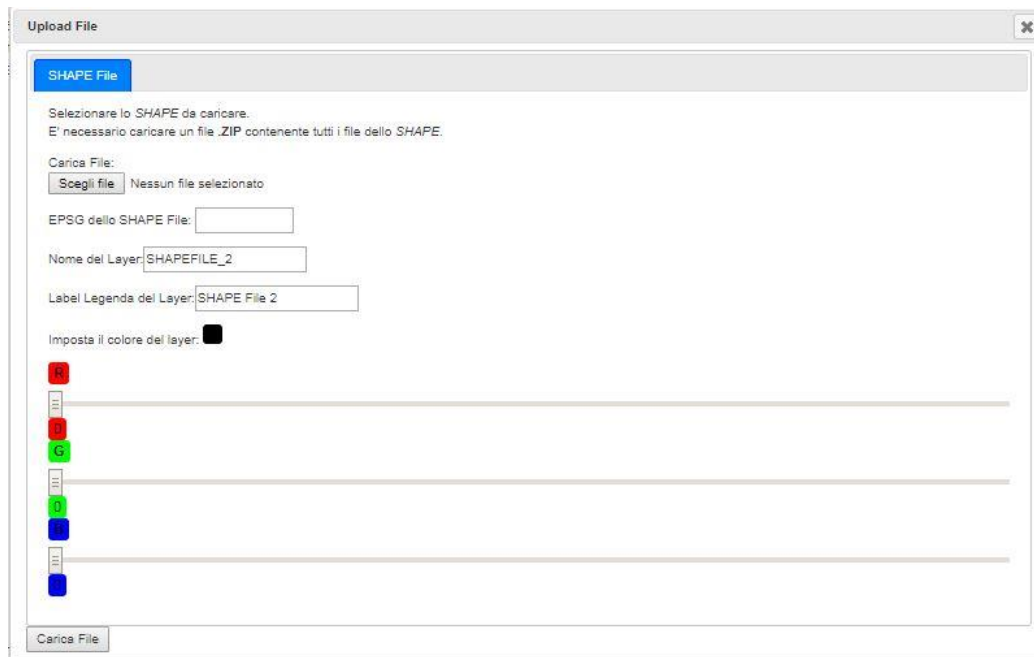 Upload File
SHAPE File
Selezionare lo SHAPE da caricare.
E' necessario caricare un file .ZIP contenente tutti i file dello SHAPE.
Carica File:
Scegli file Nessun file selezionato
EPSG dello SHAPE File:
Nome del Layer: SHAPEFILE_2
Label Legenda del Layer: SHAPE File 2
Imposta il colore del layer:
R
0
G
0
B
0
Carica File